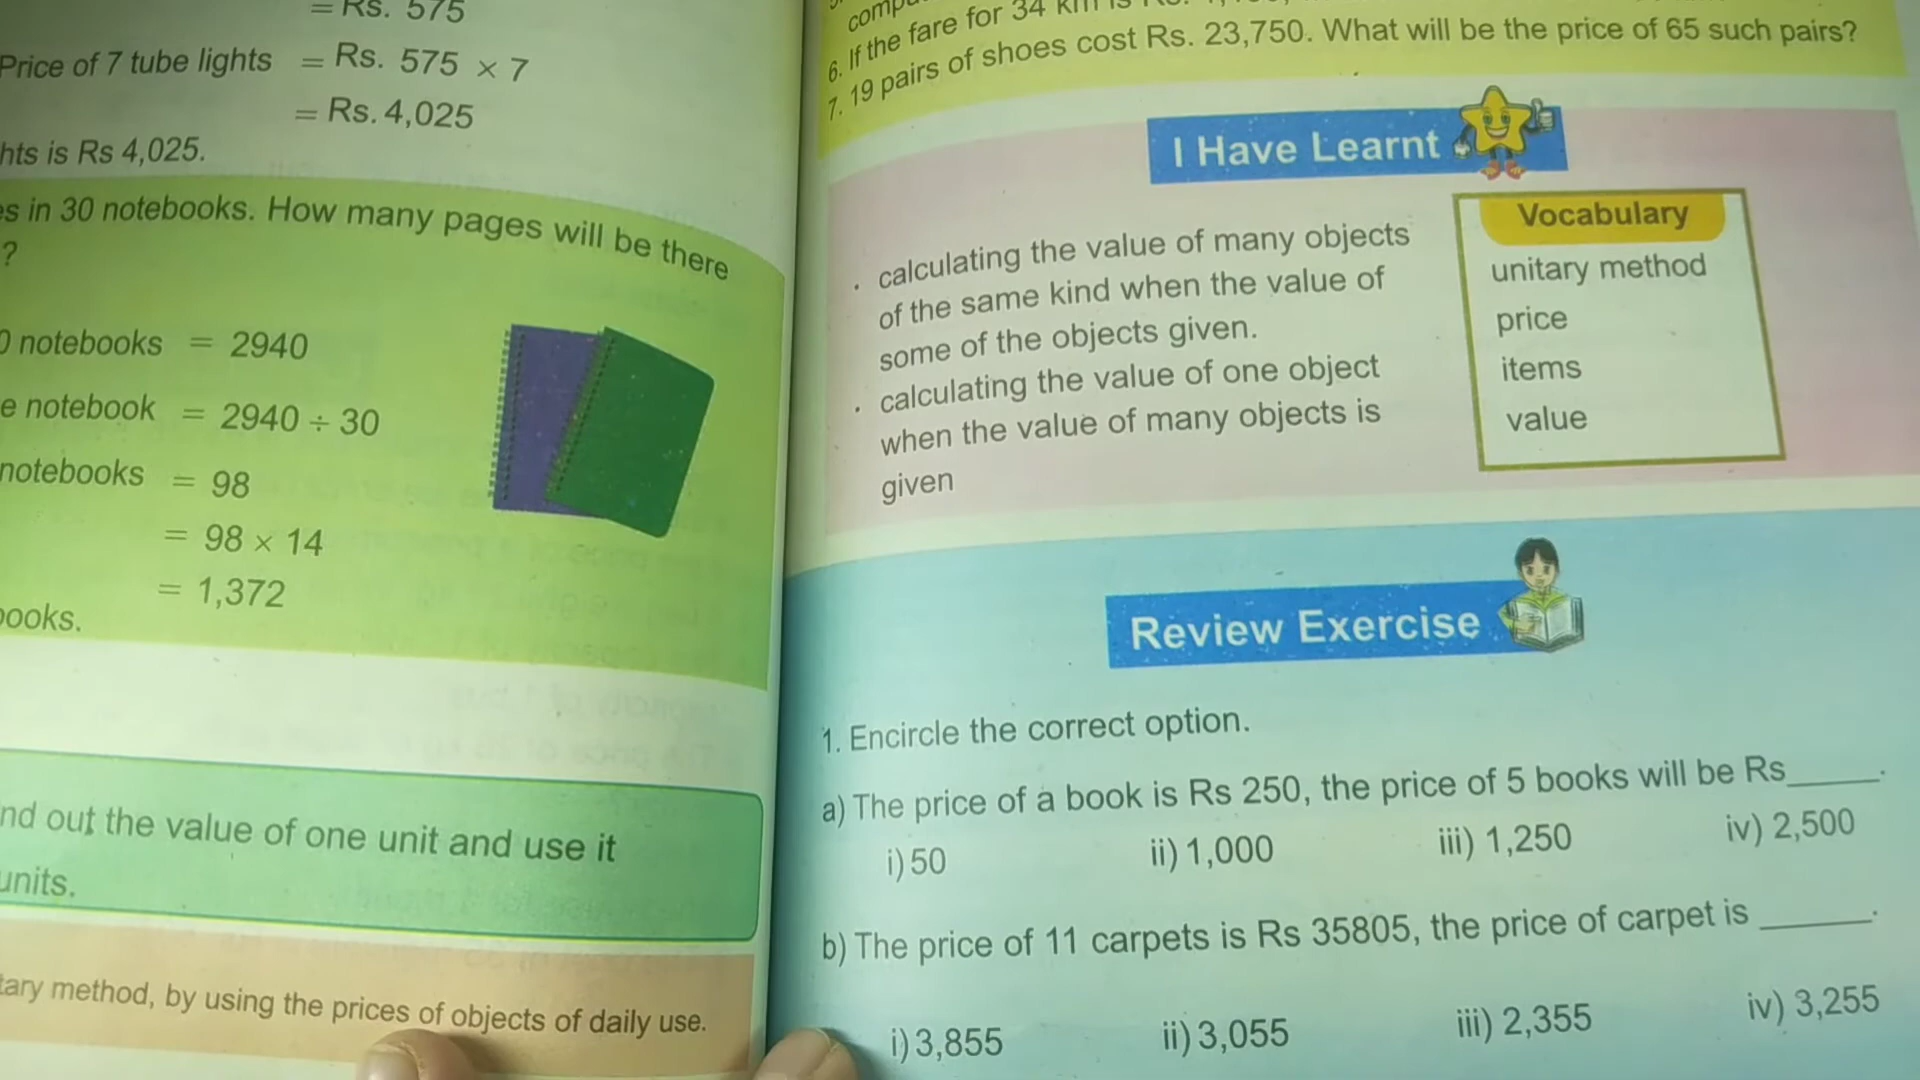 = Rs. 575
Price of 7 tube lights = Rs. 575 × 7
= Rs. 4,025
hts is Rs 4,025.
es in 30 notebooks. How many pages will be there
?
0 notebooks = 2940
e notebook = 2940 ÷ 30
notebooks = 98
= 98 × 14
= 1,372
books.
nd out the value of one unit and use it
units.
tary method, by using the prices of objects of daily use.
6. If the fare for 34 km is
7. 19 pairs of shoes cost Rs. 23,750. What will be the price of 65 such pairs?
I Have Learnt
· calculating the value of many objects
of the same kind when the value of
some of the objects given.
· calculating the value of one object
when the value of many objects is
given
Vocabulary
unitary method
price
items
value
Review Exercise
1. Encircle the correct option.
a) The price of a book is Rs 250, the price of 5 books will be Rs_____.
i) 50 ii) 1,000 iii) 1,250 iv) 2,500
b) The price of 11 carpets is Rs 35805, the price of carpet is ______.
i) 3,855 ii) 3,055 iii) 2,355 iv) 3,255